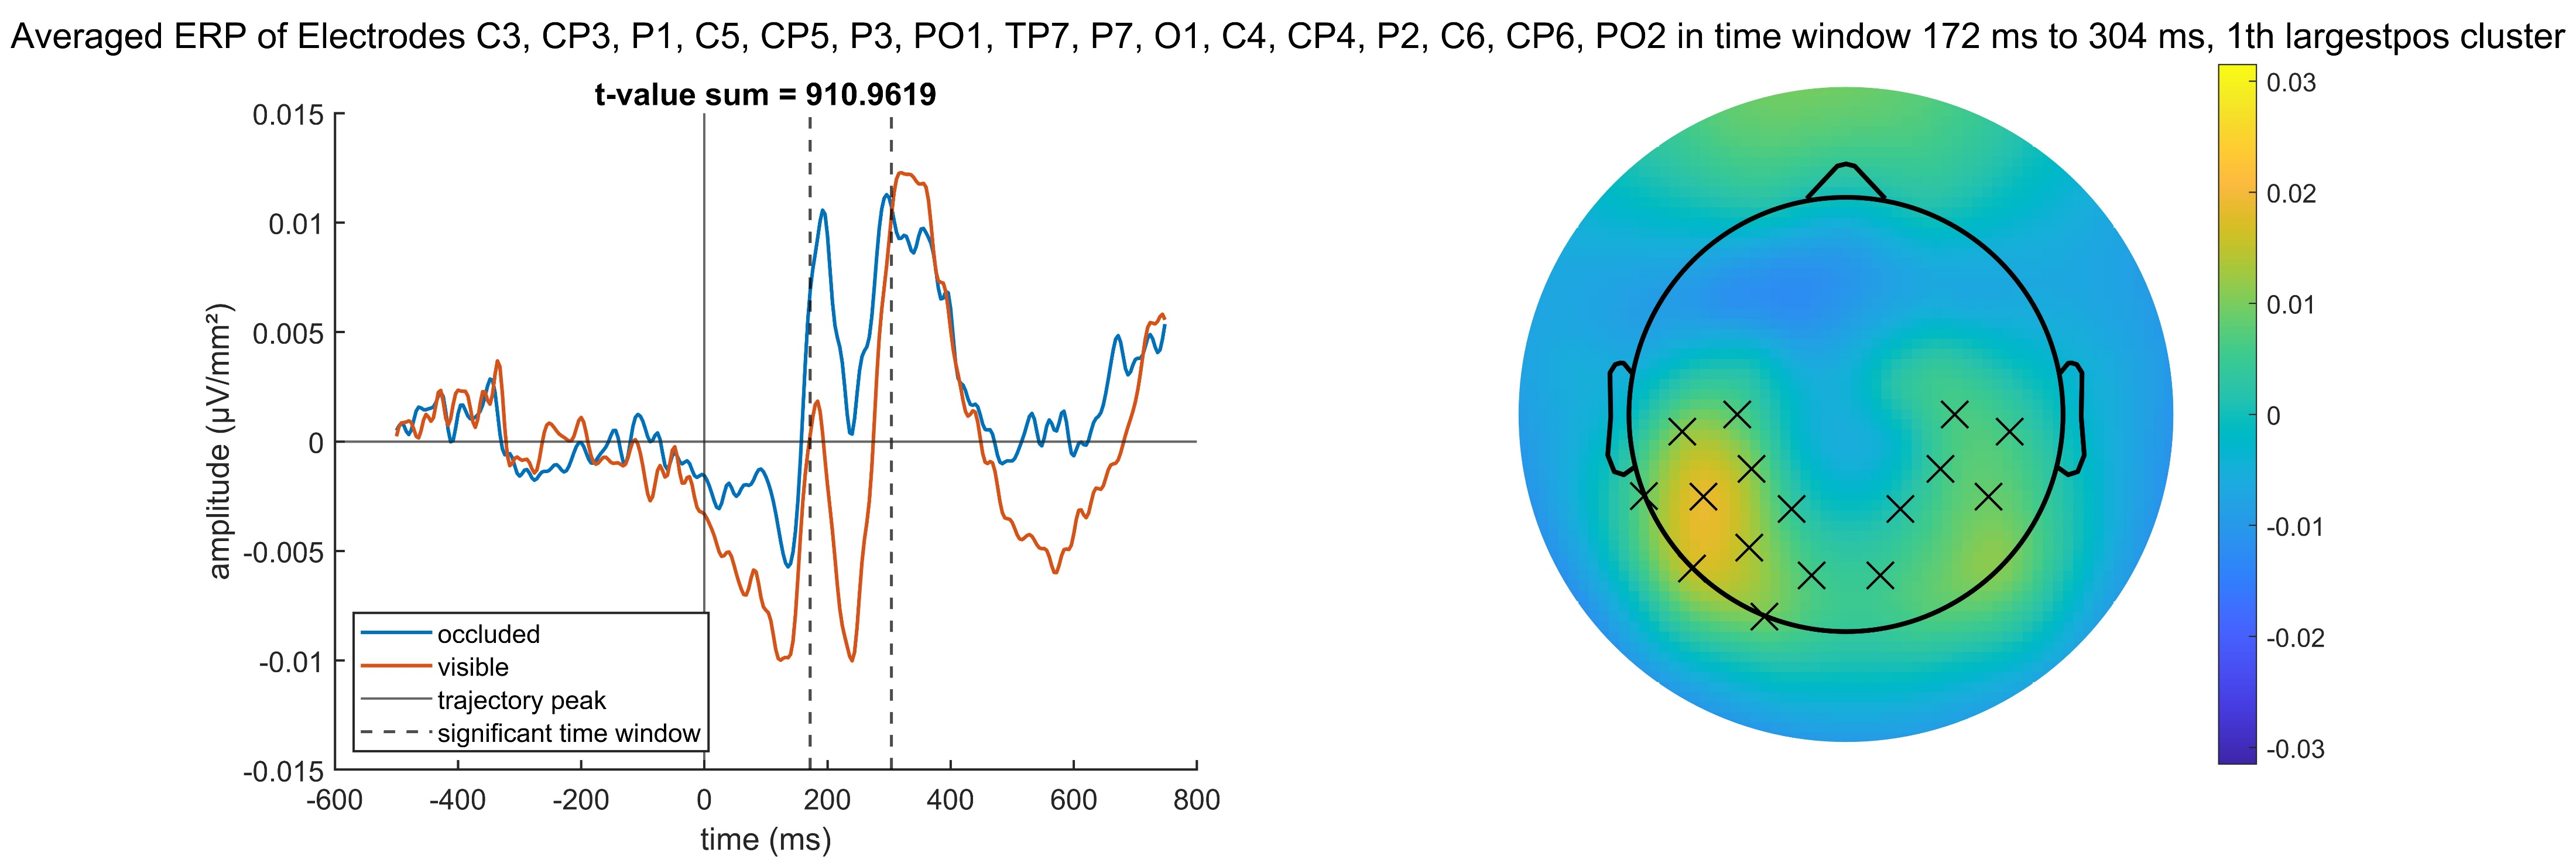 Averaged ERP of Electrodes C3, CP3, P1, C5, CP5, P3, PO1, TP7, P7, O1, C4, CP4, P2, C6, CP6, PO2 in time window 172 ms to 304 ms, 1th largestpos cluster
t-value sum = 910.9619
0.015
0.01
0.005
0
-0.005
-0.01
-0.015
amplitude (µV/mm²)
occluded
visible
trajectory peak
significant time window
-600
-400
-200
0
200
400
600
800
time (ms)
0.03
0.02
0.01
0
-0.01
-0.02
-0.03